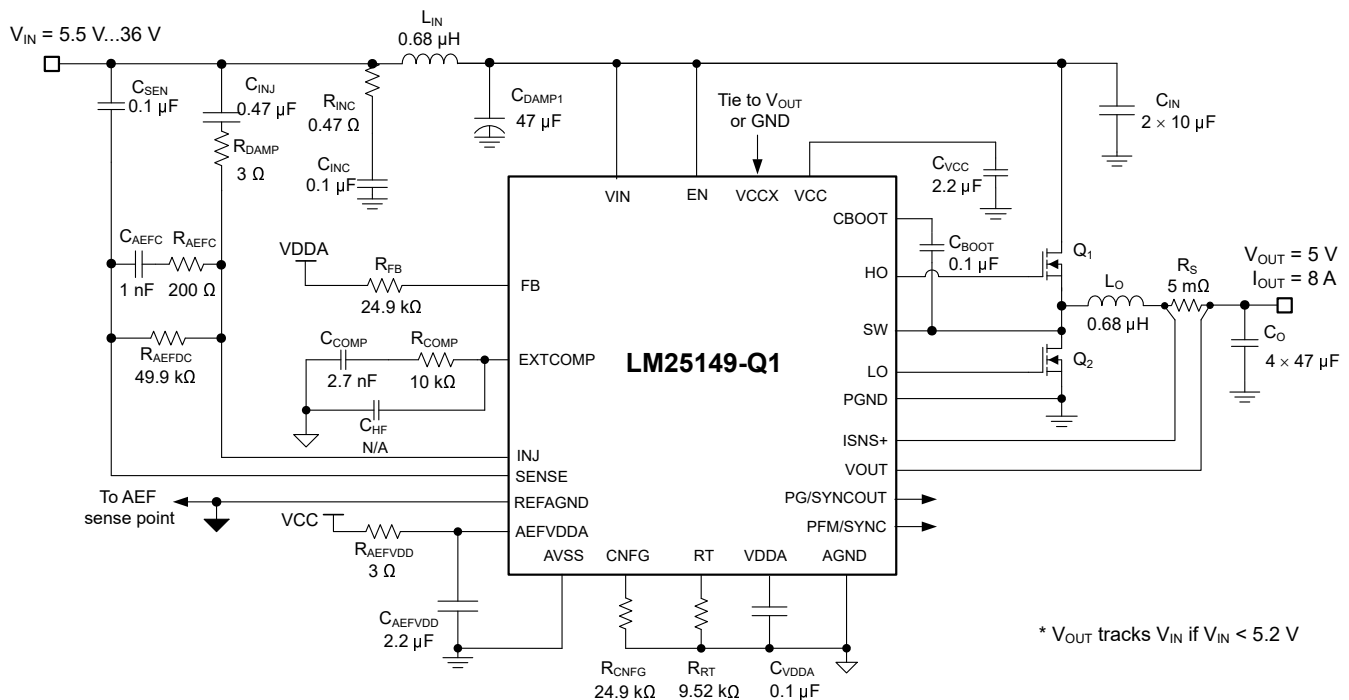 V_IN = 5.5 V...36 V
L_IN
0.68 µH
C_SEN
0.1 µF
C_INJ
0.47 µF
R_DAMP
3 Ω
R_INC
0.47 Ω
C_INC
0.1 µF
C_DAMP1
47 µF
Tie to V_OUT
or GND
C_IN
2 × 10 µF
C_VCC
2.2 µF
VIN
EN
VCCX
VCC
C_AEFC
1 nF
R_AEFC
200 Ω
R_AEFDC
49.9 kΩ
VDDA
R_FB
24.9 kΩ
FB
C_COMP
2.7 nF
R_COMP
10 kΩ
EXTCOMP
C_HF
N/A
INJ
SENSE
To AEF
sense point
REFAGND
VCC
AEFVDDA
R_AEFVDD
3 Ω
C_AEFVDD
2.2 µF
LM25149-Q1
CBOOT
C_BOOT
0.1 µF
HO
Q1
V_OUT = 5 V
I_OUT = 8 A
L_O
0.68 µH
R_S
5 mΩ
SW
LO
Q2
C_O
4 × 47 µF
PGND
ISNS+
VOUT
PG/SYNCOUT
PFM/SYNC
AVSS
CNFG
RT
VDDA
AGND
R_CNFG
24.9 kΩ
R_RT
9.52 kΩ
C_VDDA
0.1 µF
* V_OUT tracks V_IN if V_IN < 5.2 V